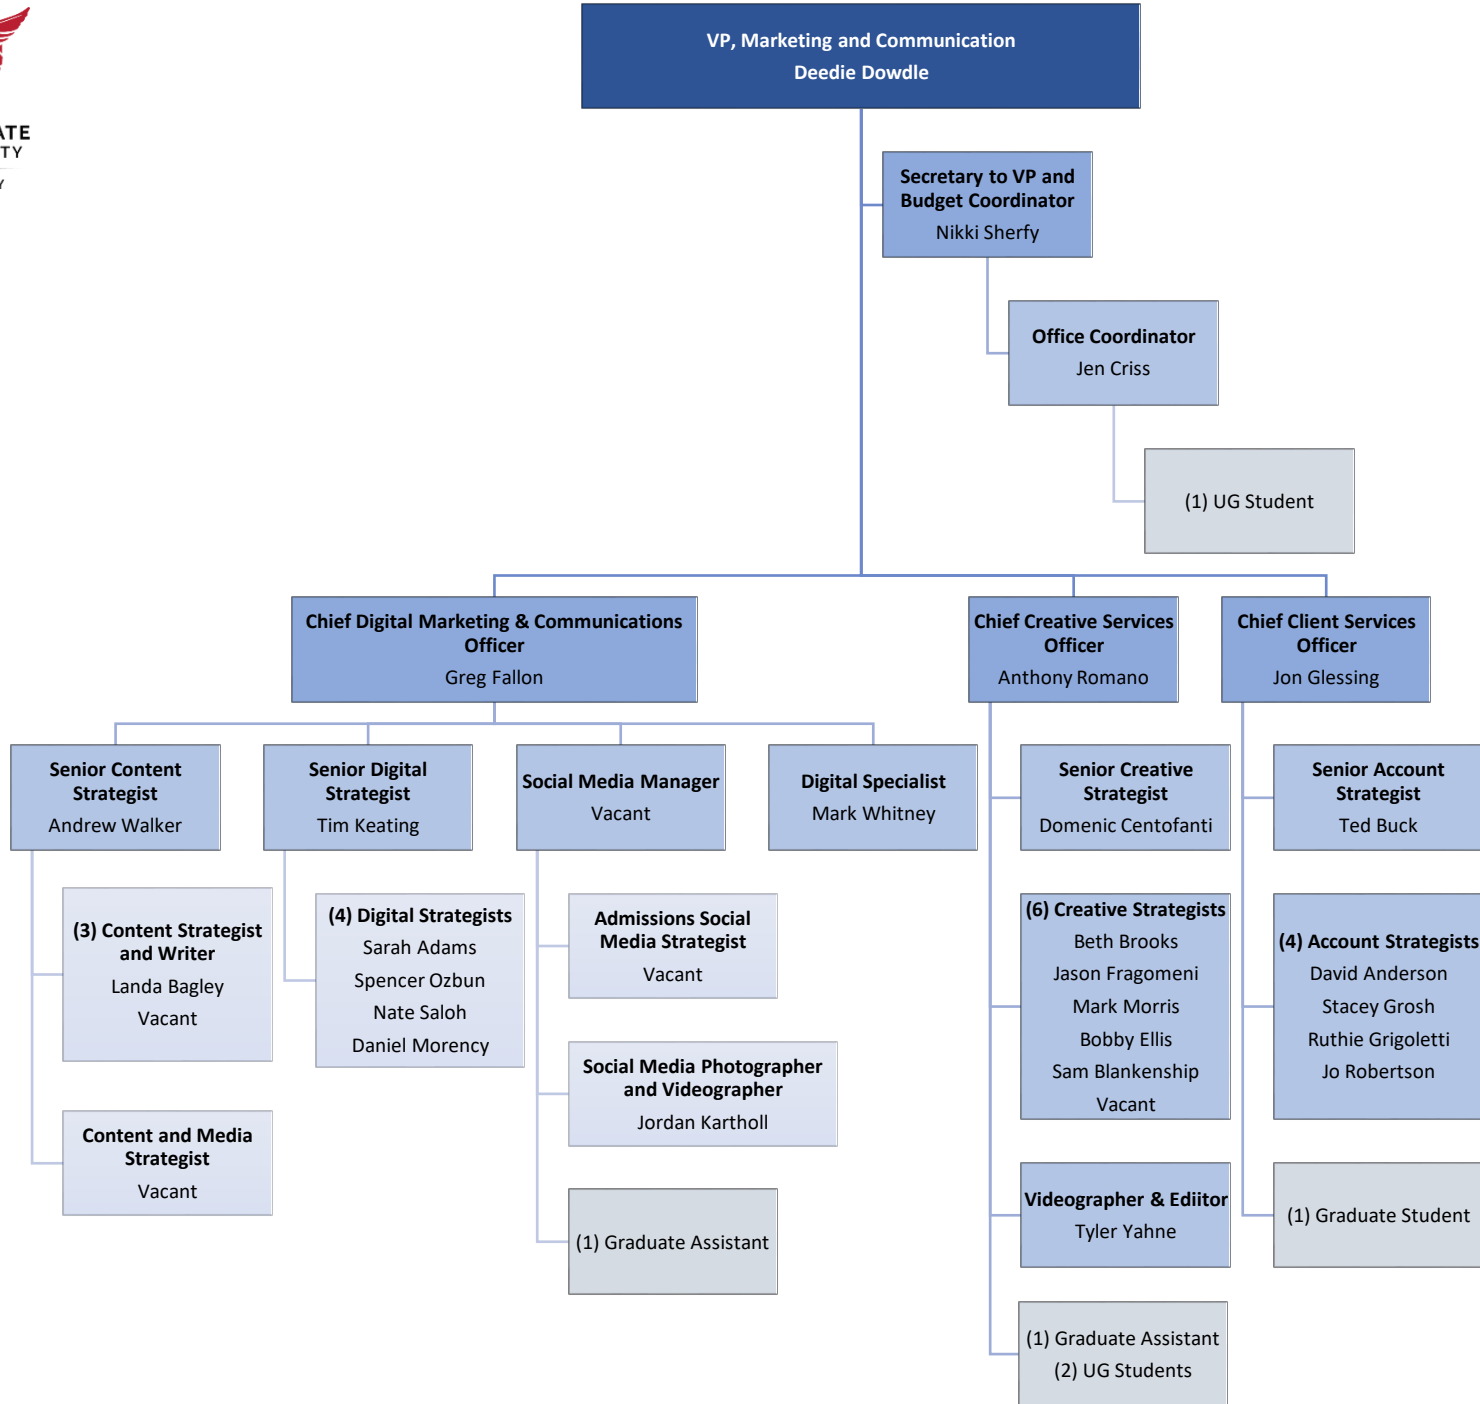 ATE
TY
Y
VP, Marketing and Communication
Deedie Dowdle
Secretary to VP and
Budget Coordinator
Nikki Sherfy
Office Coordinator
Jen Criss
(1) UG Student
Chief Digital Marketing & Communications
Officer
Greg Fallon
Chief Creative Services
Officer
Anthony Romano
Chief Client Services
Officer
Jon Glessing
Senior Content
Strategist
Andrew Walker
Senior Digital
Strategist
Tim Keating
Social Media Manager
Vacant
Digital Specialist
Mark Whitney
Senior Creative
Strategist
Domenic Centofanti
Senior Account
Strategist
Ted Buck
(3) Content Strategist
and Writer
Landa Bagley
Vacant
(4) Digital Strategists
Sarah Adams
Spencer Ozbun
Nate Saloh
Daniel Morency
Admissions Social
Media Strategist
Vacant
(6) Creative Strategists
Beth Brooks
Jason Fragomeni
Mark Morris
Bobby Ellis
Sam Blankenship
Vacant
(4) Account Strategists
David Anderson
Stacey Grosh
Ruthie Grigoletti
Jo Robertson
Social Media Photographer
and Videographer
Jordan Kartholl
Content and Media
Strategist
Vacant
(1) Graduate Assistant
Videographer & Ediitor
Tyler Yahne
(1) Graduate Student
(1) Graduate Assistant
(2) UG Students